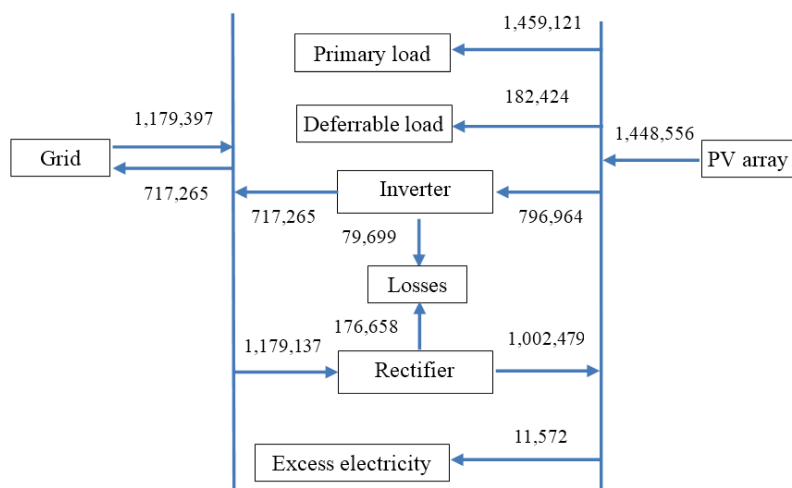 1,459,121
Primary load
182,424
1,179,397
Deferrable load
1,448,556
Grid
PV array
Inverter
717,265
717,265
796,964
79,699
Losses
176,658
1,179,137
1,002,479
Rectifier
11,572
Excess electricity